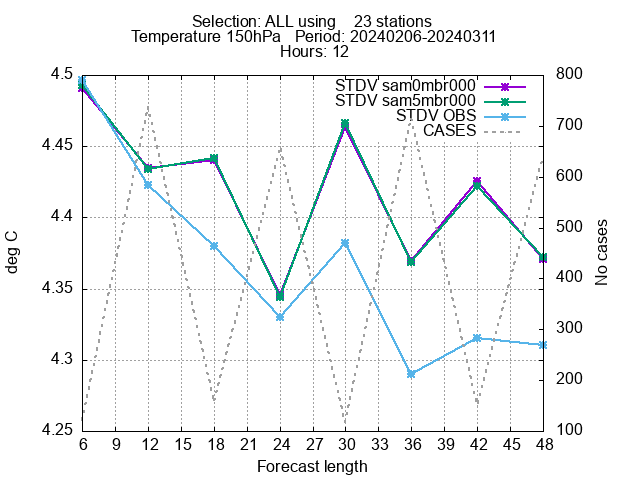 Selection: ALL using    23 stations
Temperature 150hPa   Period: 20240206-20240311
Hours: 12
STDV sam0mbr000
STDV sam5mbr000
STDV OBS
CASES
4.5
4.45
4.4
4.35
4.3
4.25
deg C
800
700
600
500
400
300
200
100
No cases
6 9 12 15 18 21 24 27 30 33 36 39 42 45 48
Forecast length